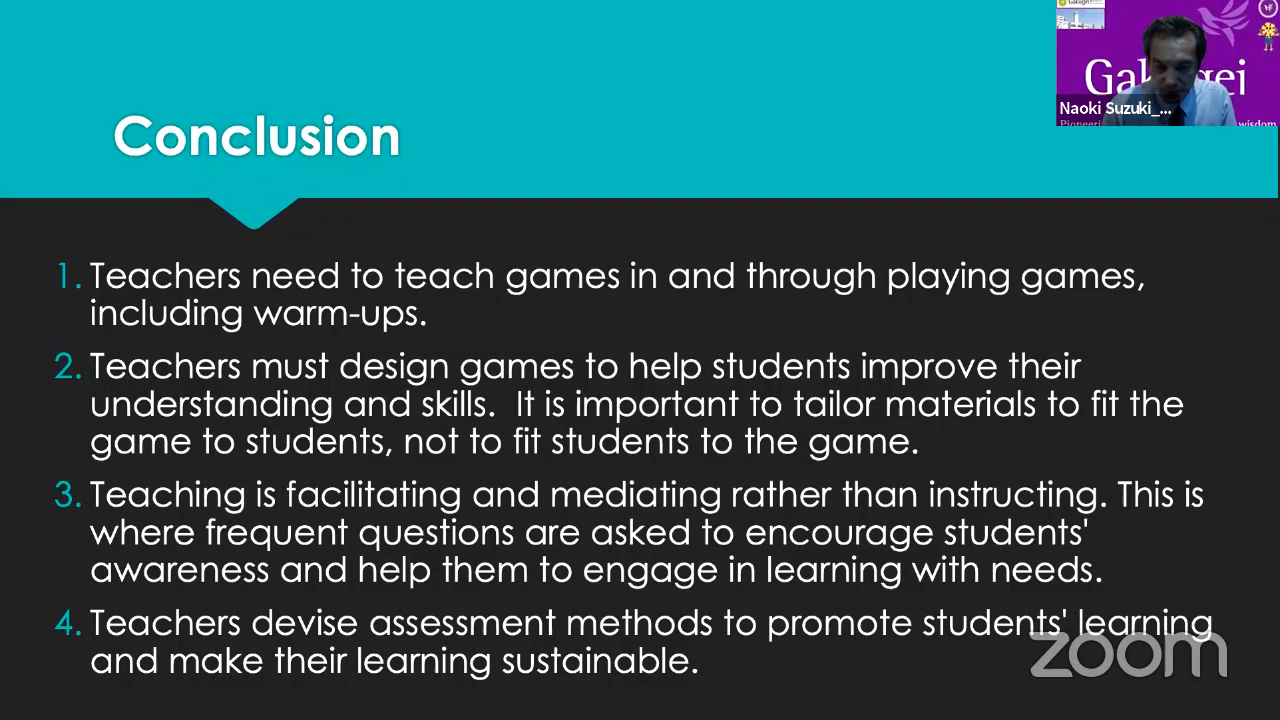 Gakugei
Naoki Suzuki_...
wisdom
Conclusion
1. Teachers need to teach games in and through playing games,
including warm-ups.
2. Teachers must design games to help students improve their
understanding and skills.  It is important to tailor materials to fit the
game to students, not to fit students to the game.
3. Teaching is facilitating and mediating rather than instructing. This is
where frequent questions are asked to encourage students'
awareness and help them to engage in learning with needs.
4. Teachers devise assessment methods to promote students' learning
and make their learning sustainable.
zoom